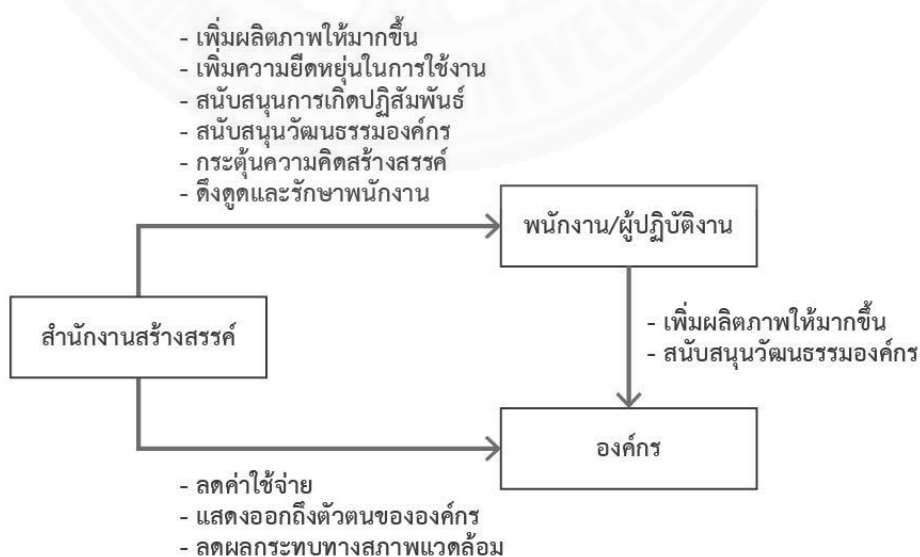 - เพิ่มผลิตภาพให้มากขึ้น
- เพิ่มความยืดหยุ่นในการใช้งาน
- สนับสนุนการเกิดปฏิสัมพันธ์
- สนับสนุนวัฒนธรรมองค์กร
- กระตุ้นความคิดสร้างสรรค์
- ดึงดูดและรักษาพนักงาน
พนักงาน/ผู้ปฏิบัติงาน
สำนักงานสร้างสรรค์
- เพิ่มผลิตภาพให้มากขึ้น
- สนับสนุนวัฒนธรรมองค์กร
องค์กร
- ลดค่าใช้จ่าย
- แสดงออกถึงตัวตนขององค์กร
- ลดผลกระทบทางสภาพแวดล้อม